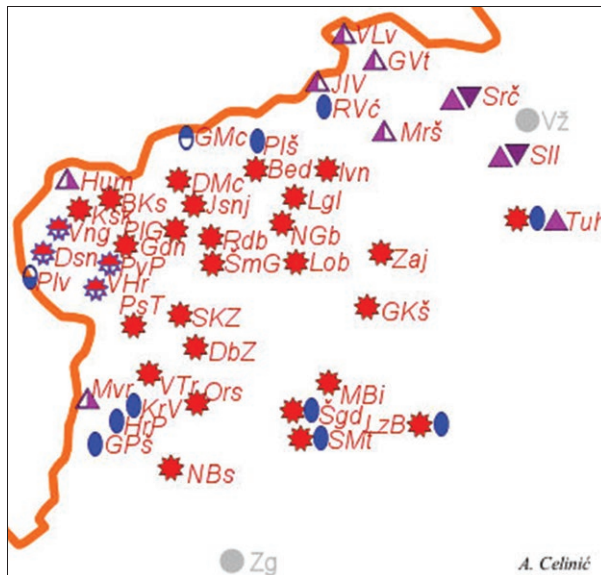 VLv
GVt
JIV
Srč
RVć
Vž
Mrš
GMc
Plš
Sll
Bed
Ivn
Hum
DMc
BKs
Jsnj
Lgl
Ksk
Tuh
Vng
PlG
NGb
Gdn
Rdb
Dsn
Zaj
PyP
ŠmG
Lob
Plv
VHr
PsT
GKš
SKZ
DbZ
VTr
MBi
Mvr
Ors
KrV
Šgd
HrP
LzB
SMt
GPš
NBs
Zg
A. Celinić